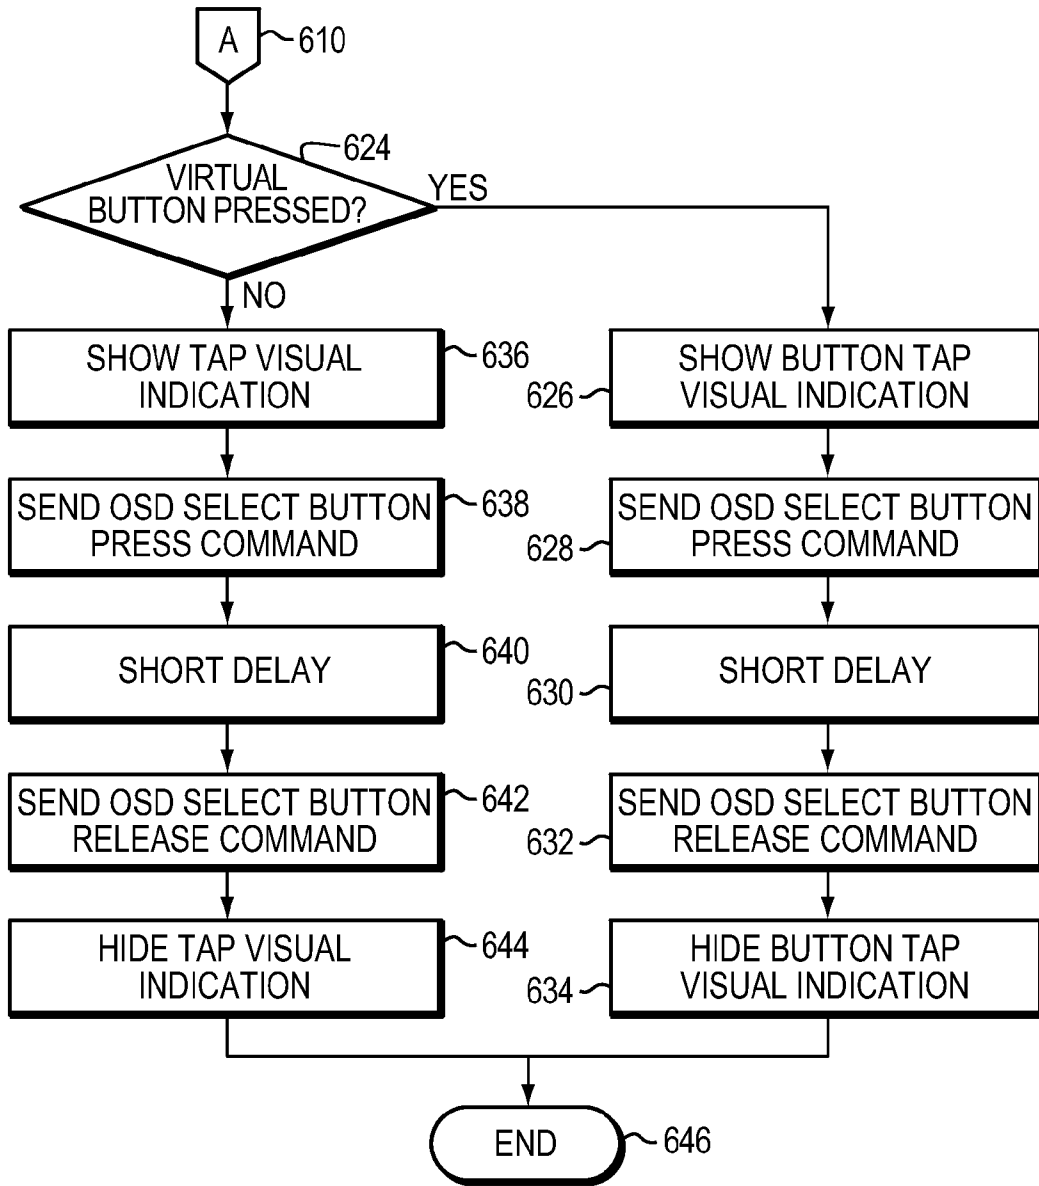 A
610
624
VIRTUAL
BUTTON PRESSED?
YES
NO
SHOW TAP VISUAL
INDICATION
636
SHOW BUTTON TAP
VISUAL INDICATION
626
SEND OSD SELECT BUTTON
PRESS COMMAND
638
SEND OSD SELECT BUTTON
PRESS COMMAND
628
SHORT DELAY
640
SHORT DELAY
630
SEND OSD SELECT BUTTON
RELEASE COMMAND
642
SEND OSD SELECT BUTTON
RELEASE COMMAND
632
HIDE TAP VISUAL
INDICATION
644
HIDE BUTTON TAP
VISUAL INDICATION
634
END
646